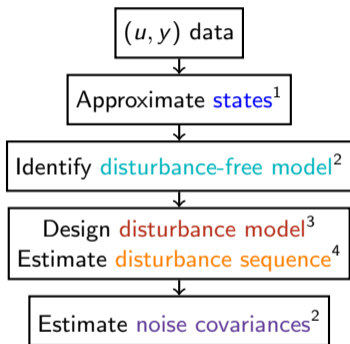 (u, y) data
Approximate states¹
Identify disturbance-free model²
Design disturbance model³
Estimate disturbance sequence⁴
Estimate noise covariances²